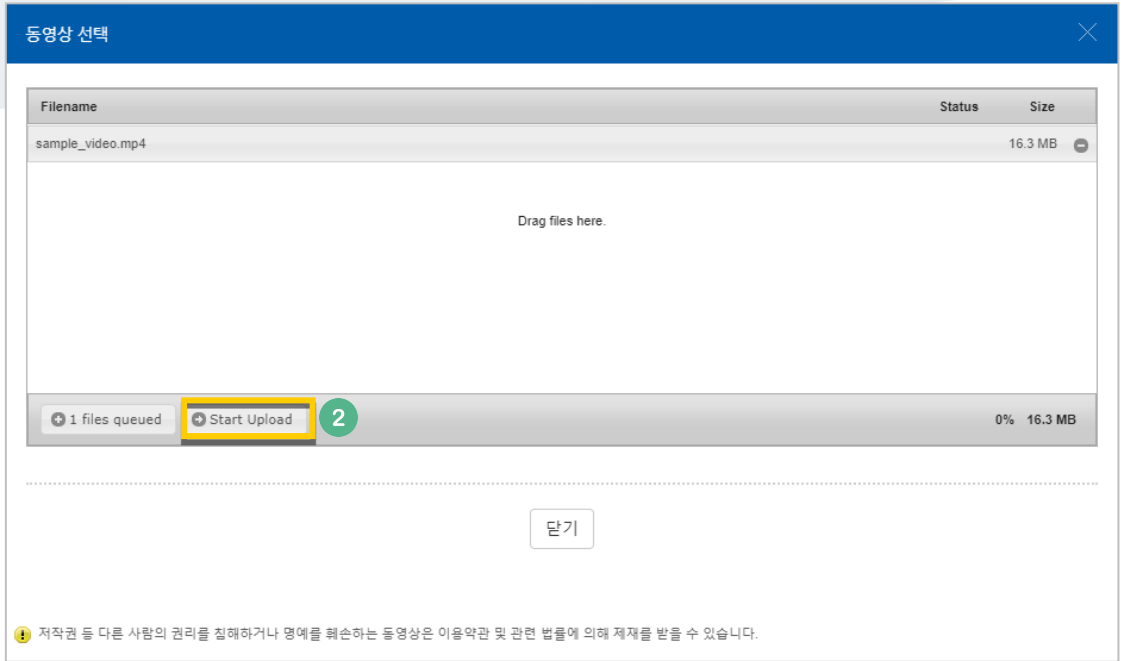 동영상 선택
Filename Status Size
sample_video.mp4 16.3 MB
Drag files here.
1 files queued Start Upload 2 0% 16.3 MB
닫기
저작권 등 다른 사람의 권리를 침해하거나 명예를 훼손하는 동영상은 이용약관 및 관련 법률에 의해 제재를 받을 수 있습니다.